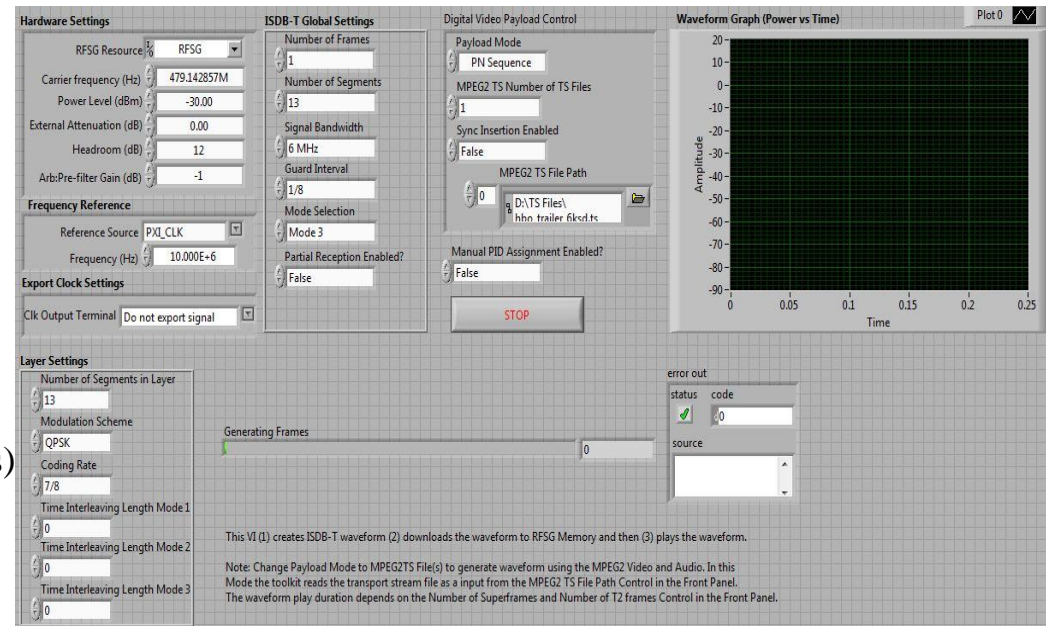 Hardware Settings
RFSG Resource RFSG
Carrier frequency (Hz) 479.142857M
Power Level (dBm) -30.00
External Attenuation (dB) 0.00
Headroom (dB) 12
Arb:Pre-filter Gain (dB) -1
Frequency Reference
Reference Source PXI_CLK
Frequency (Hz) 10.000E+6
Export Clock Settings
Clk Output Terminal Do not export signal
ISDB-T Global Settings
Number of Frames
1
Number of Segments
13
Signal Bandwidth
6 MHz
Guard Interval
1/8
Mode Selection
Mode 3
Partial Reception Enabled?
False
Digital Video Payload Control
Payload Mode
PN Sequence
MPEG2 TS Number of TS Files
1
Sync Insertion Enabled
False
MPEG2 TS File Path
0 D:\TS Files\
hbo_trailer_6ksd.ts
Manual PID Assignment Enabled?
False
STOP
Waveform Graph (Power vs Time) Plot 0
20
10
0
-10
-20
-30
-40
-50
-60
-70
-80
-90
Amplitude
0 0.05 0.1 0.15 0.2 0.25
Time
Layer Settings
Number of Segments in Layer
13
Modulation Scheme
QPSK
Coding Rate
7/8
Time Interleaving Length Mode 1
0
Time Interleaving Length Mode 2
0
Time Interleaving Length Mode 3
0
Generating Frames
0
error out
status code
0
source
This VI (1) creates ISDB-T waveform (2) downloads the waveform to RFSG Memory and then (3) plays the waveform.
Note: Change Payload Mode to MPEG2TS File(s) to generate waveform using the MPEG2 Video and Audio. In this
Mode the toolkit reads the transport stream file as a input from the MPEG2 TS File Path Control in the Front Panel.
The waveform play duration depends on the Number of Superframes and Number of T2 frames Control in the Front Panel.